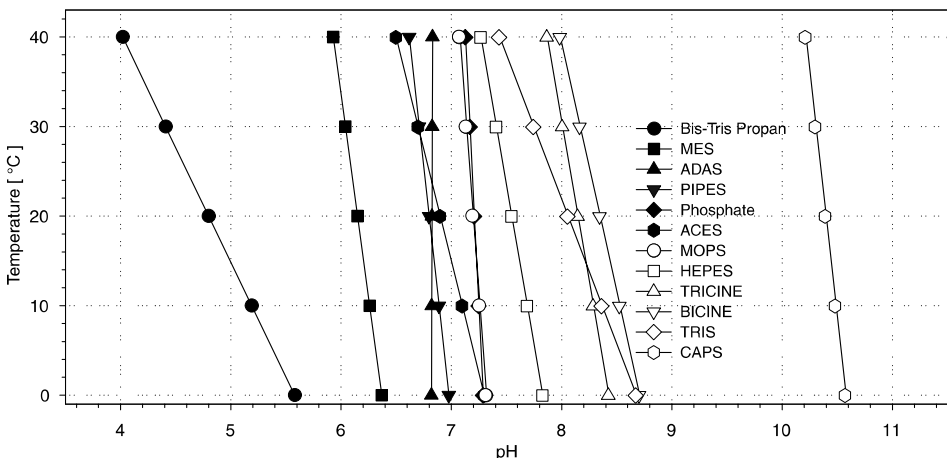 Temperature [ °C]
40
30
20
10
0
Bis-Tris Propan
MES
ADAS
PIPES
Phosphate
ACES
MOPS
HEPES
TRICINE
BICINE
TRIS
CAPS
4 5 6 7 8 9 10 11
pH